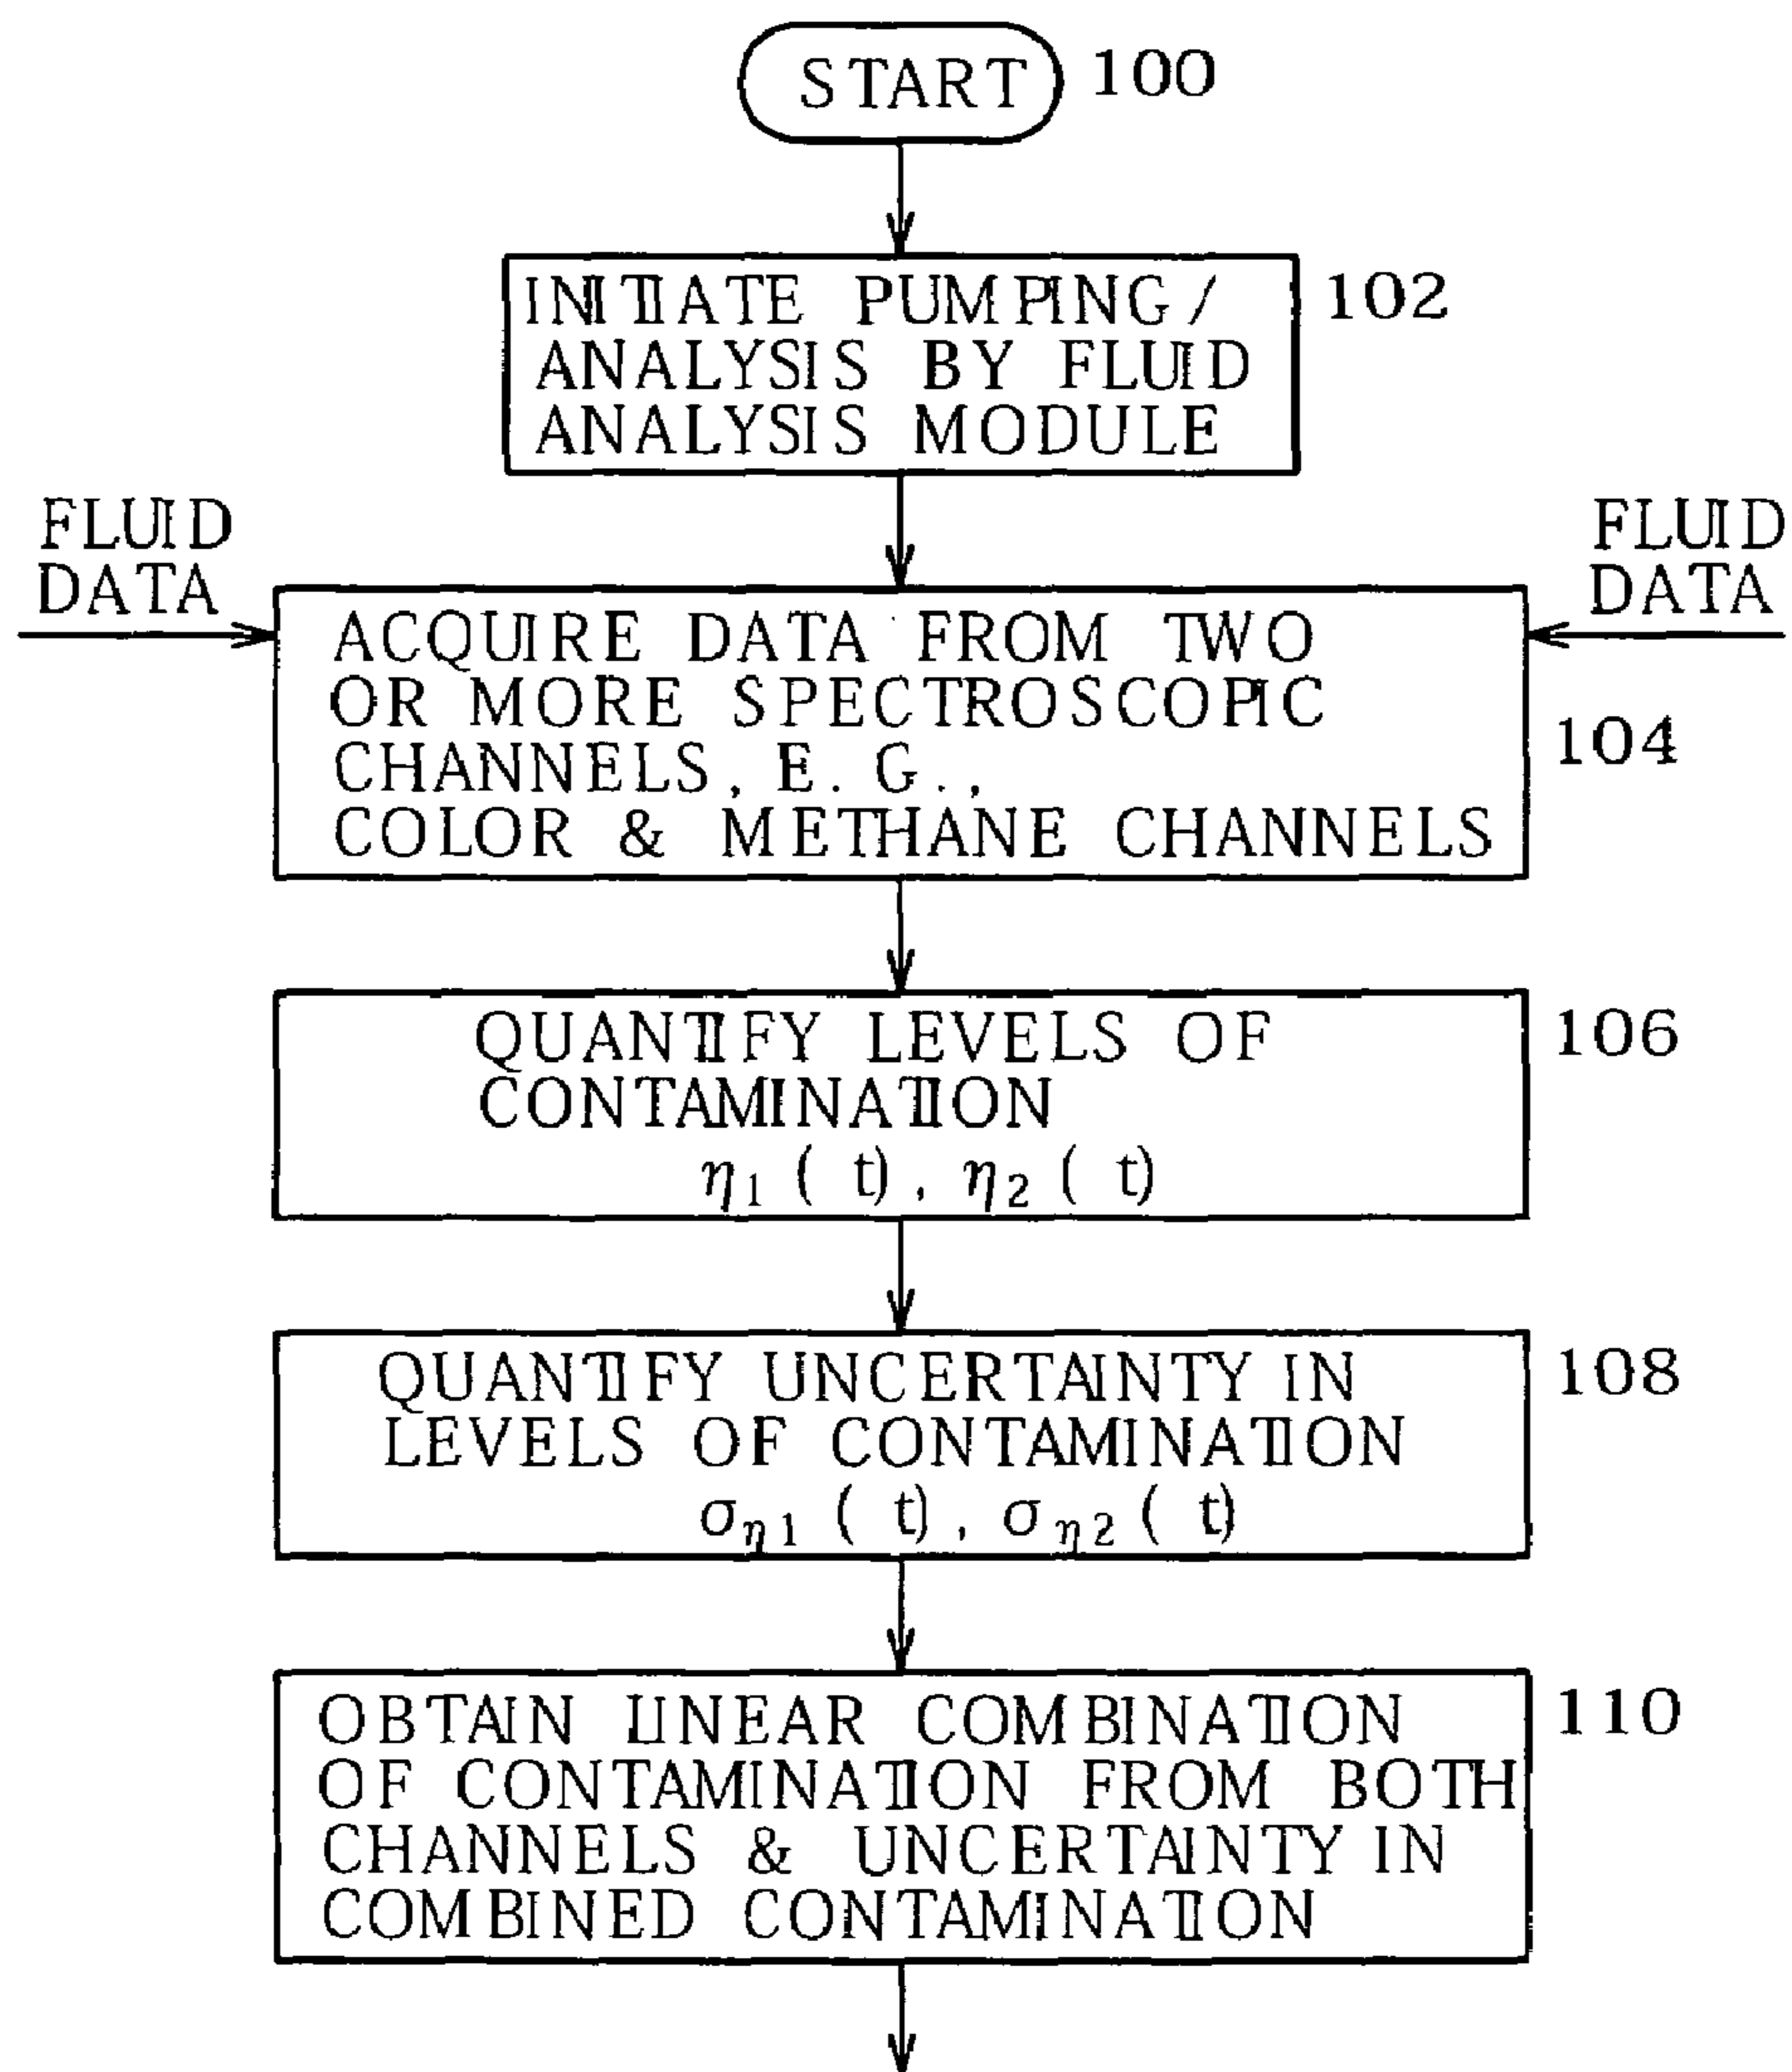 START 100
INITIATE PUMPING/ 102
ANALYSIS BY FLUID
ANALYSIS MODULE
FLUID
DATA
FLUID
DATA
ACQUIRE DATA FROM TWO
OR MORE SPECTROSCOPIC
CHANNELS, E. G.,
COLOR & METHANE CHANNELS
104
QUANTIFY LEVELS OF 106
CONTAMINATION
η1 ( t), η2 ( t)
QUANTIFY UNCERTAINTY IN 108
LEVELS OF CONTAMINATION
ση1 ( t), ση2 ( t)
OBTAIN LINEAR COMBINATION 110
OF CONTAMINATION FROM BOTH
CHANNELS & UNCERTAINTY IN
COMBINED CONTAMINATION